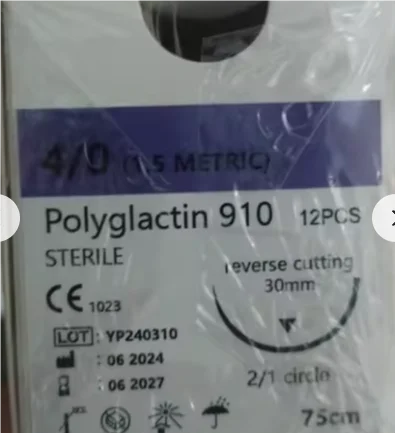 4/0 (1.5 METRIC)
Polyglactin 910 12PCS
STERILE
reverse cutting
30mm
CE 1023
LOT : YP240310
: 06 2024
: 06 2027
2/1 circle
75cm